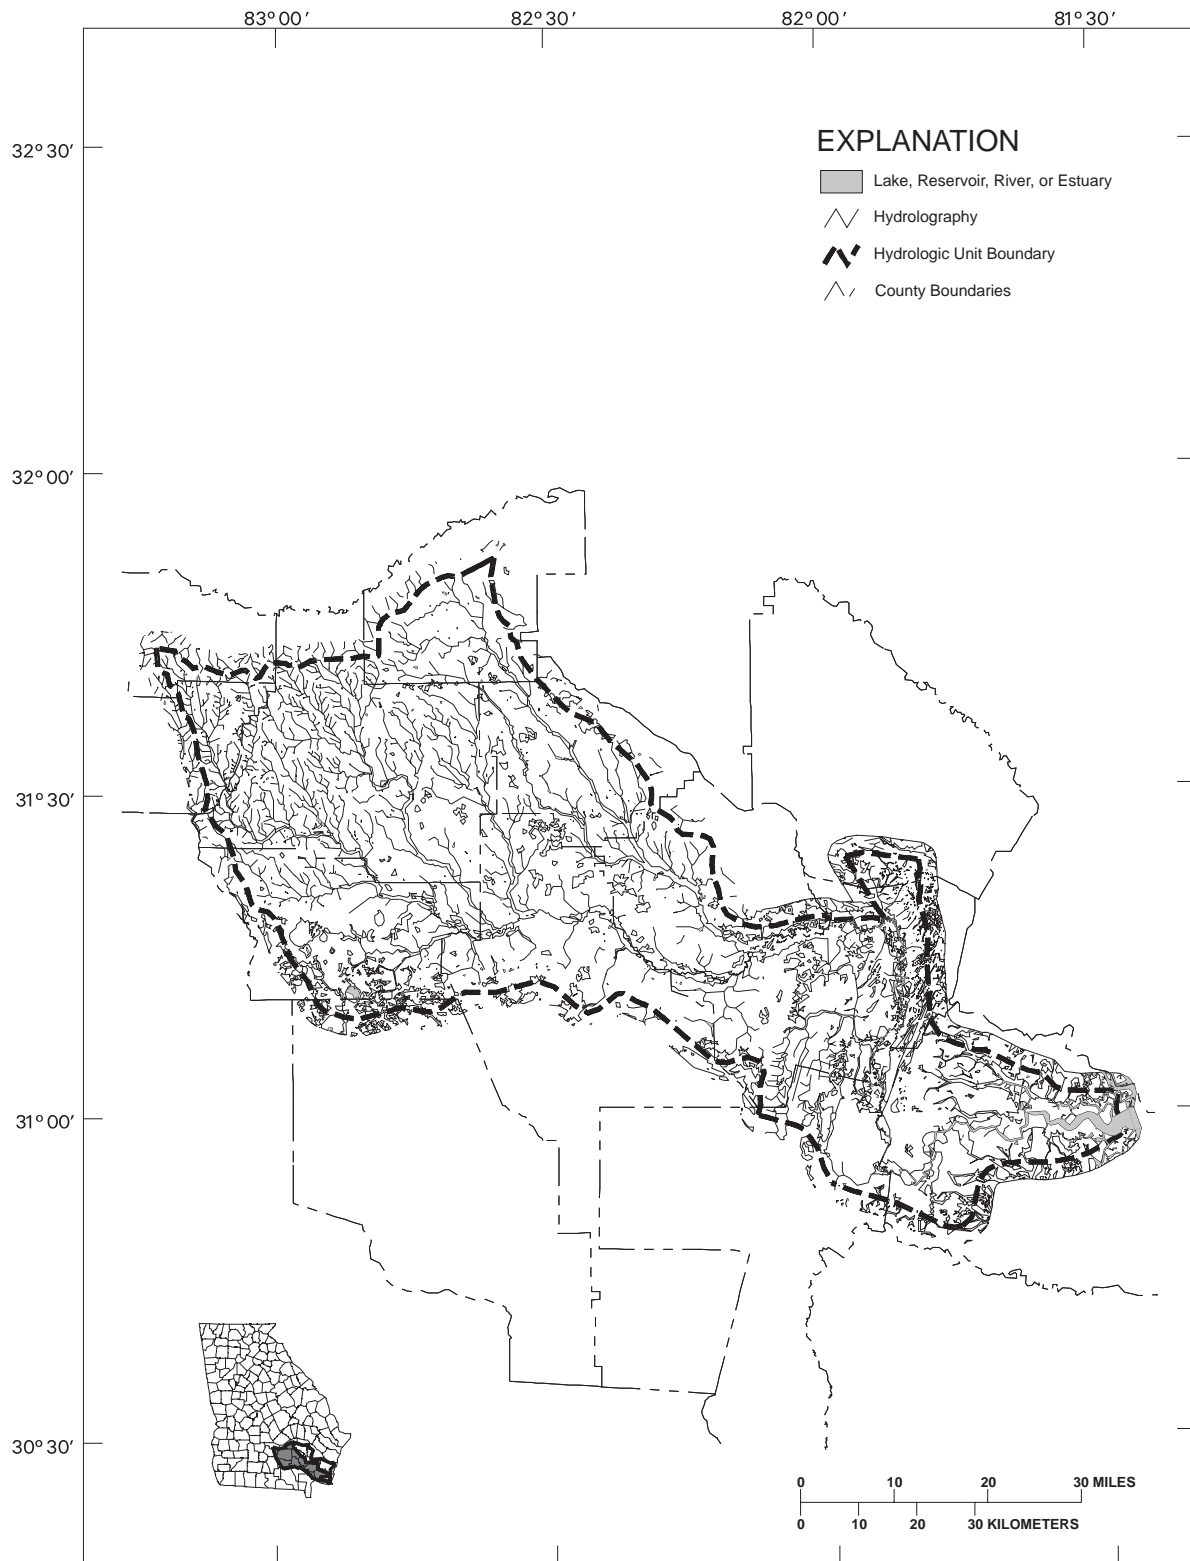 83°00′ 82°30′ 82°00′ 81°30′
32°30′
EXPLANATION
Lake, Reservoir, River, or Estuary
Hydrolography
Hydrologic Unit Boundary
County Boundaries
32°00′
31°30′
31°00′
30°30′
0 10 20 30 MILES
0 10 20 30 KILOMETERS